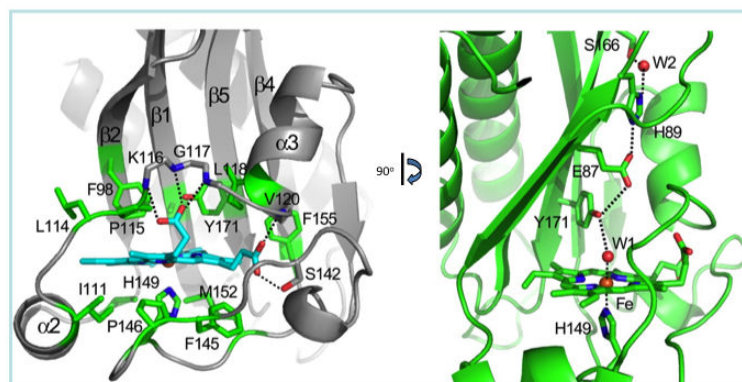 β2
β1
β5
β4
α3
K116
G117
L118
F98
V120
L114
P115
Y171
F155
I111
H149
M152
S142
α2
P146
F145
90°
S166
W2
H89
E87
Y171
W1
Fe
H149